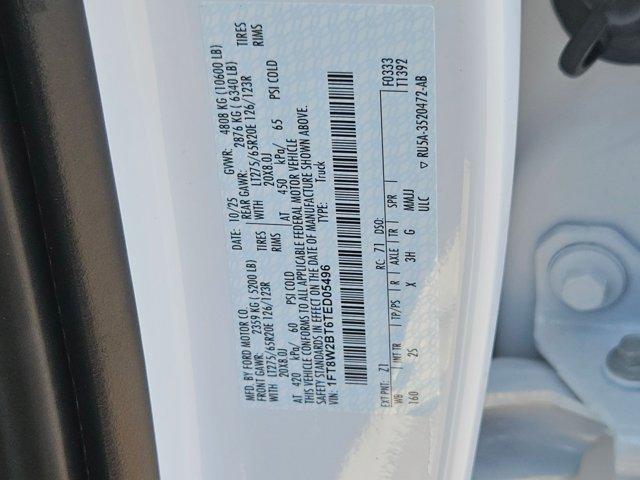 MFD. BY FORD MOTOR CO.
DATE: 10/25 GVWR: 4808 KG (10600 LB)
FRONT GAWR: 2359 KG (5200 LB) REAR GAWR: 2876 KG (6340 LB)
WITH LT275/65R20E 126/123R TIRES WITH LT275/65R20E 126/123R TIRES
20X8.0J RIMS 20X8.0J RIMS
AT 420 kPa/ 60 PSI COLD AT 450 kPa/ 65 PSI COLD
THIS VEHICLE CONFORMS TO ALL APPLICABLE FEDERAL MOTOR VEHICLE
SAFETY STANDARDS IN EFFECT ON THE DATE OF MANUFACTURE SHOWN ABOVE.
VIN: 1FT8W2BT6TED05496 TYPE: Truck
F0333
T1392
EXT PNT: Z1 RC: 71 DSO:
WB INT TR TP/PS R AXLE TR SPR
160 2S X 3H G MMJJ
ULC RU5A-3520472-AB